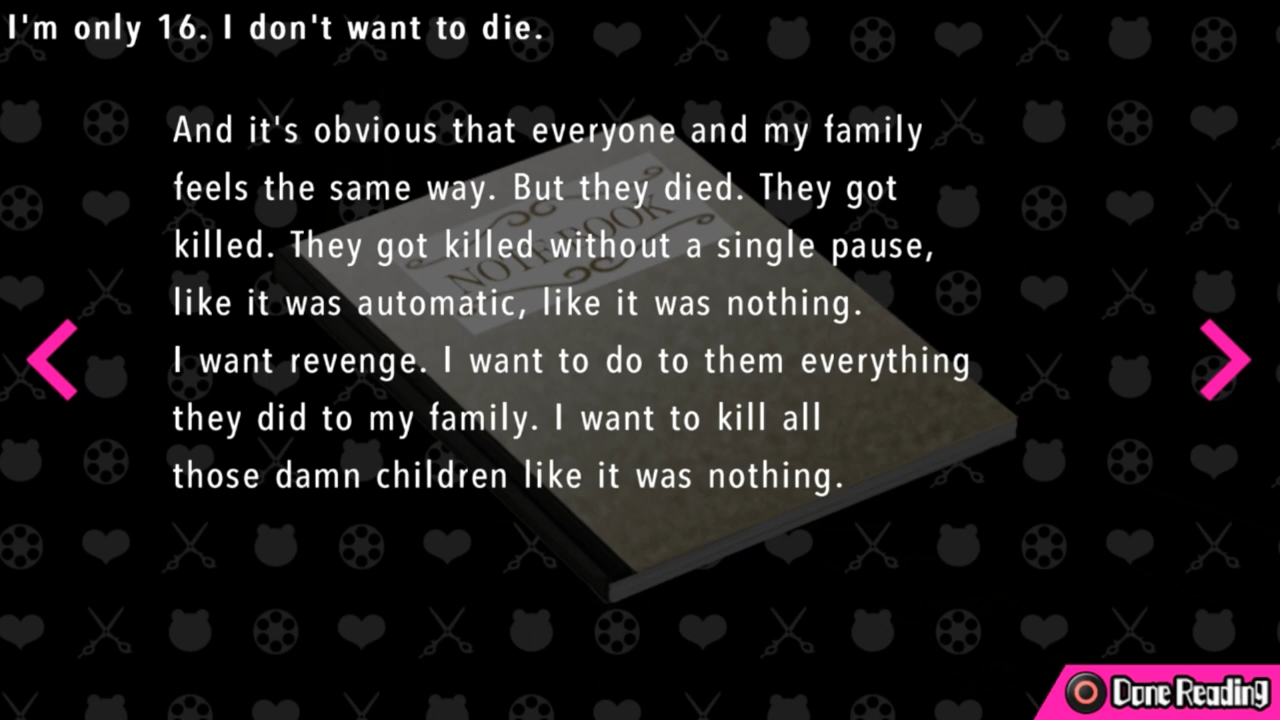 I'm only 16. I don't want to die.
And it's obvious that everyone and my family
feels the same way. But they died. They got
killed. They got killed without a single pause,
like it was automatic, like it was nothing.
I want revenge. I want to do to them everything
they did to my family. I want to kill all
those damn children like it was nothing.
NOTEBOOK
Done Reading